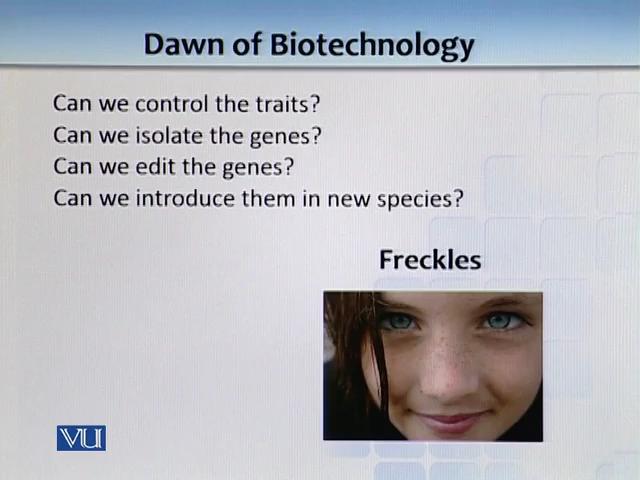 Dawn of Biotechnology
Can we control the traits?
Can we isolate the genes?
Can we edit the genes?
Can we introduce them in new species?
Freckles
VU